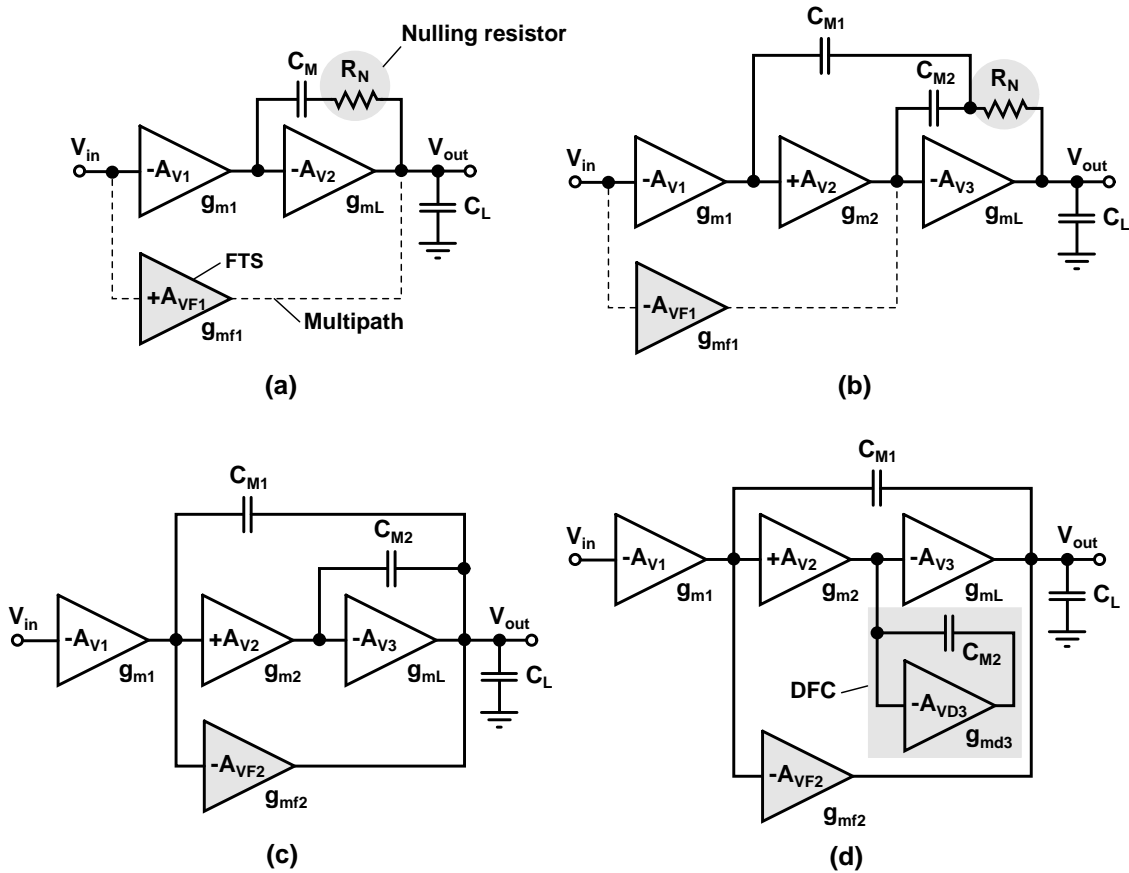 Nulling resistor
C_M
R_N
V_in
-A_V1
g_m1
-A_V2
g_mL
V_out
C_L
FTS
+A_VF1
g_mf1
Multipath
(a)
C_M1
C_M2
R_N
V_in
-A_V1
g_m1
+A_V2
g_m2
-A_V3
g_mL
V_out
C_L
-A_VF1
g_mf1
(b)
C_M1
C_M2
V_in
-A_V1
g_m1
+A_V2
g_m2
-A_V3
g_mL
V_out
C_L
-A_VF2
g_mf2
(c)
C_M1
V_in
-A_V1
g_m1
+A_V2
g_m2
-A_V3
g_mL
V_out
C_L
C_M2
DFC
-A_VD3
g_md3
-A_VF2
g_mf2
(d)